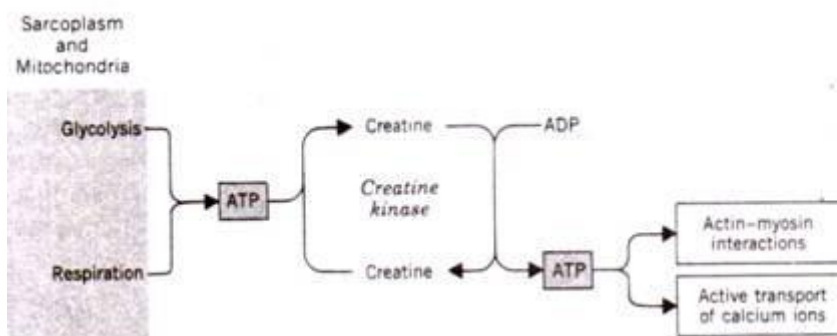 Sarcoplasm
and
Mitochondria
Glycolysis
ATP
Creatine
ADP
Creatine
kinase
Respiration
Creatine
ATP
Actin–myosin
interactions
Active transport
of calcium ions